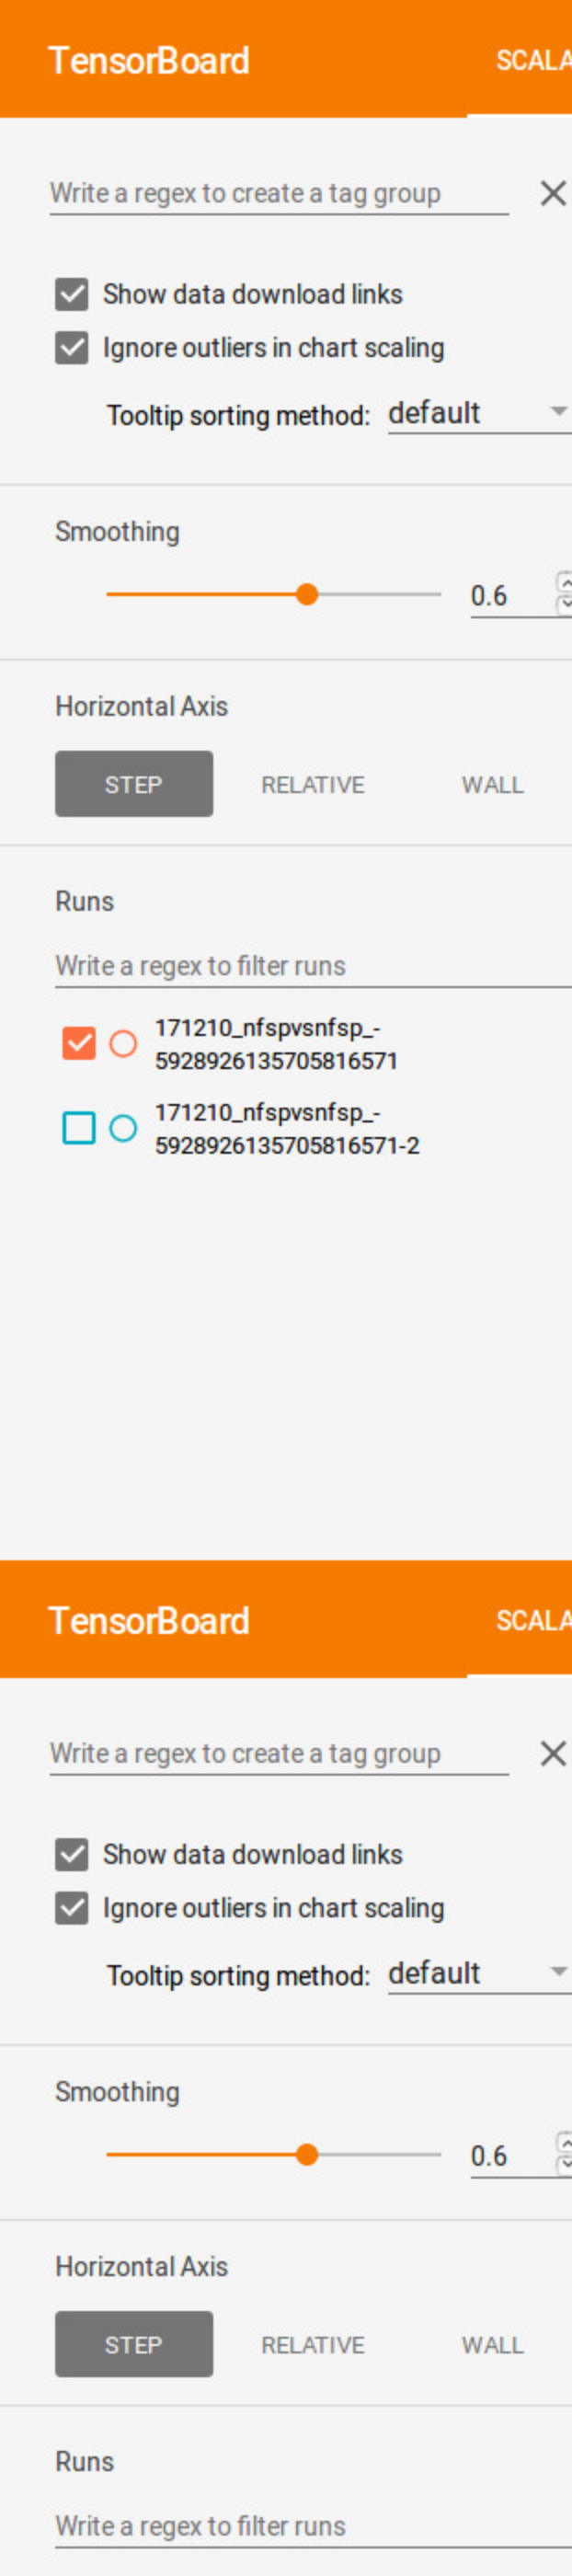 TensorBoard SCALA
Write a regex to create a tag group
Show data download links
Ignore outliers in chart scaling
Tooltip sorting method: default
Smoothing
0.6
Horizontal Axis
STEP RELATIVE WALL
Runs
Write a regex to filter runs
171210_nfspvsnfsp_-
5928926135705816571
171210_nfspvsnfsp_-
5928926135705816571-2
TensorBoard SCALA
Write a regex to create a tag group
Show data download links
Ignore outliers in chart scaling
Tooltip sorting method: default
Smoothing
0.6
Horizontal Axis
STEP RELATIVE WALL
Runs
Write a regex to filter runs